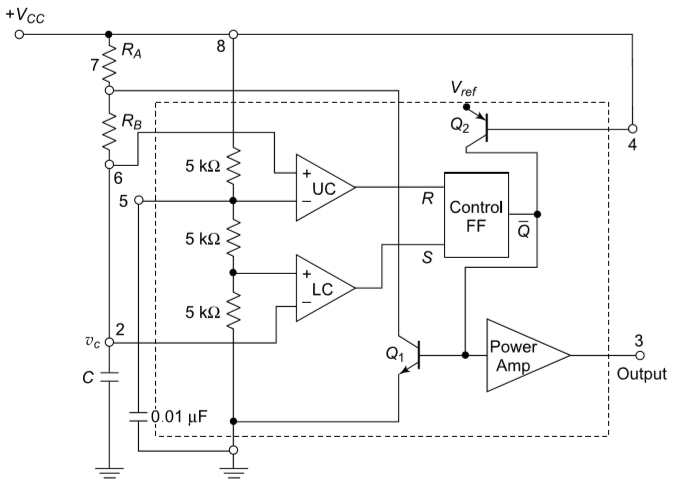 +V_CC
7
R_A
8
V_ref
Q_2
4
R_B
6
5 kΩ
+
−
UC
5
R
Control
FF
Q̅
S
5 kΩ
+
−
LC
5 kΩ
v_c
2
C
Q_1
Power
Amp
3
Output
0.01 μF